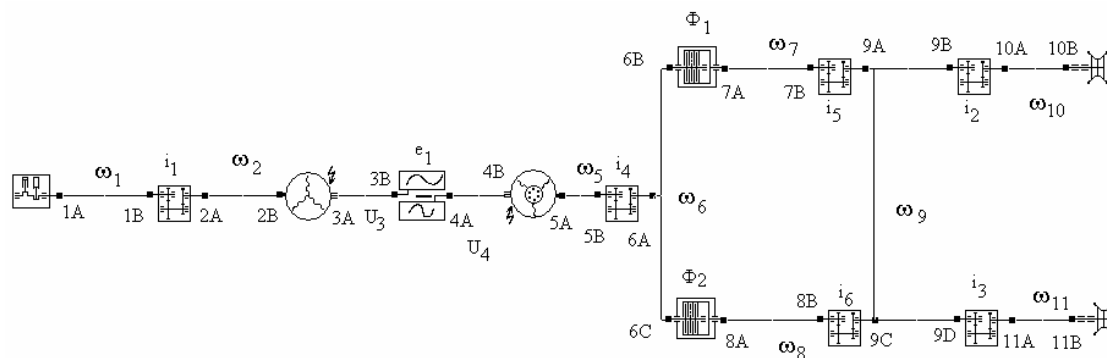 Φ1 Φ2
6B 7A ω7 7B i5 9A 9B i2 10A 10B ω10
1A ω1 1B i1 2A ω2 2B 3A U3 3B e1 4A U4 4B 5A ω5 5B i4 6A ω6 ω9
6C 8A ω8 8B i6 9C 9D i3 11A ω11 11B